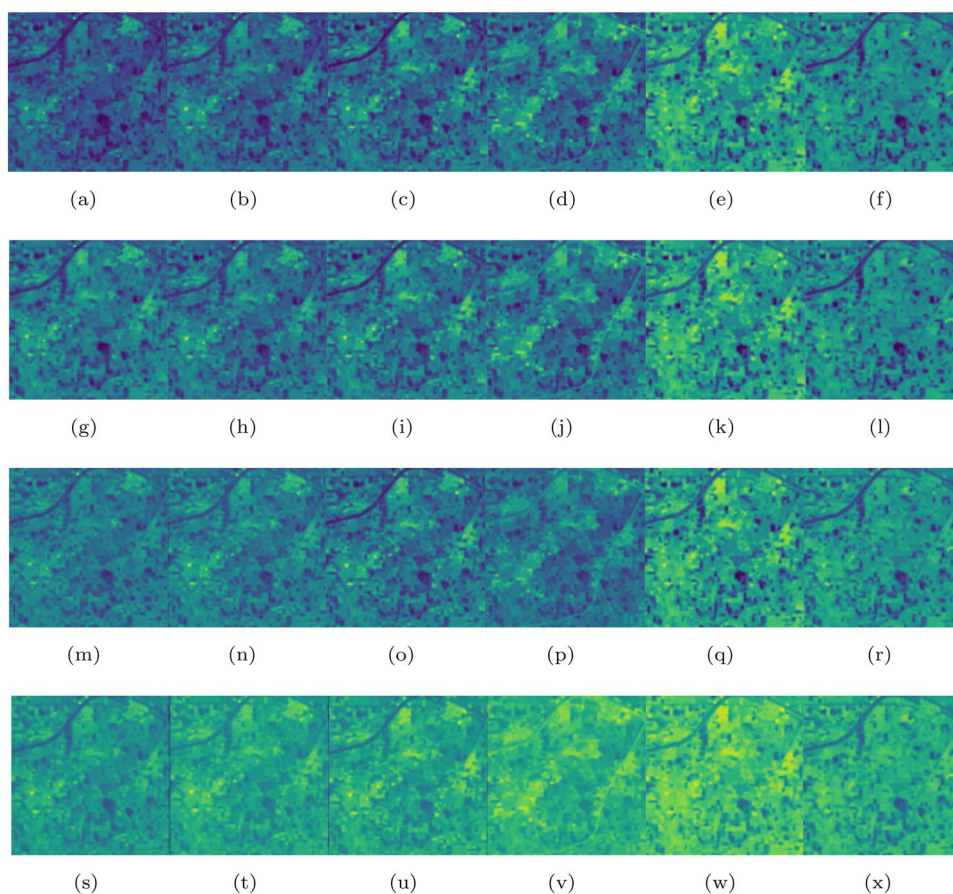 (a) (b) (c) (d) (e) (f)
(g) (h) (i) (j) (k) (l)
(m) (n) (o) (p) (q) (r)
(s) (t) (u) (v) (w) (x)